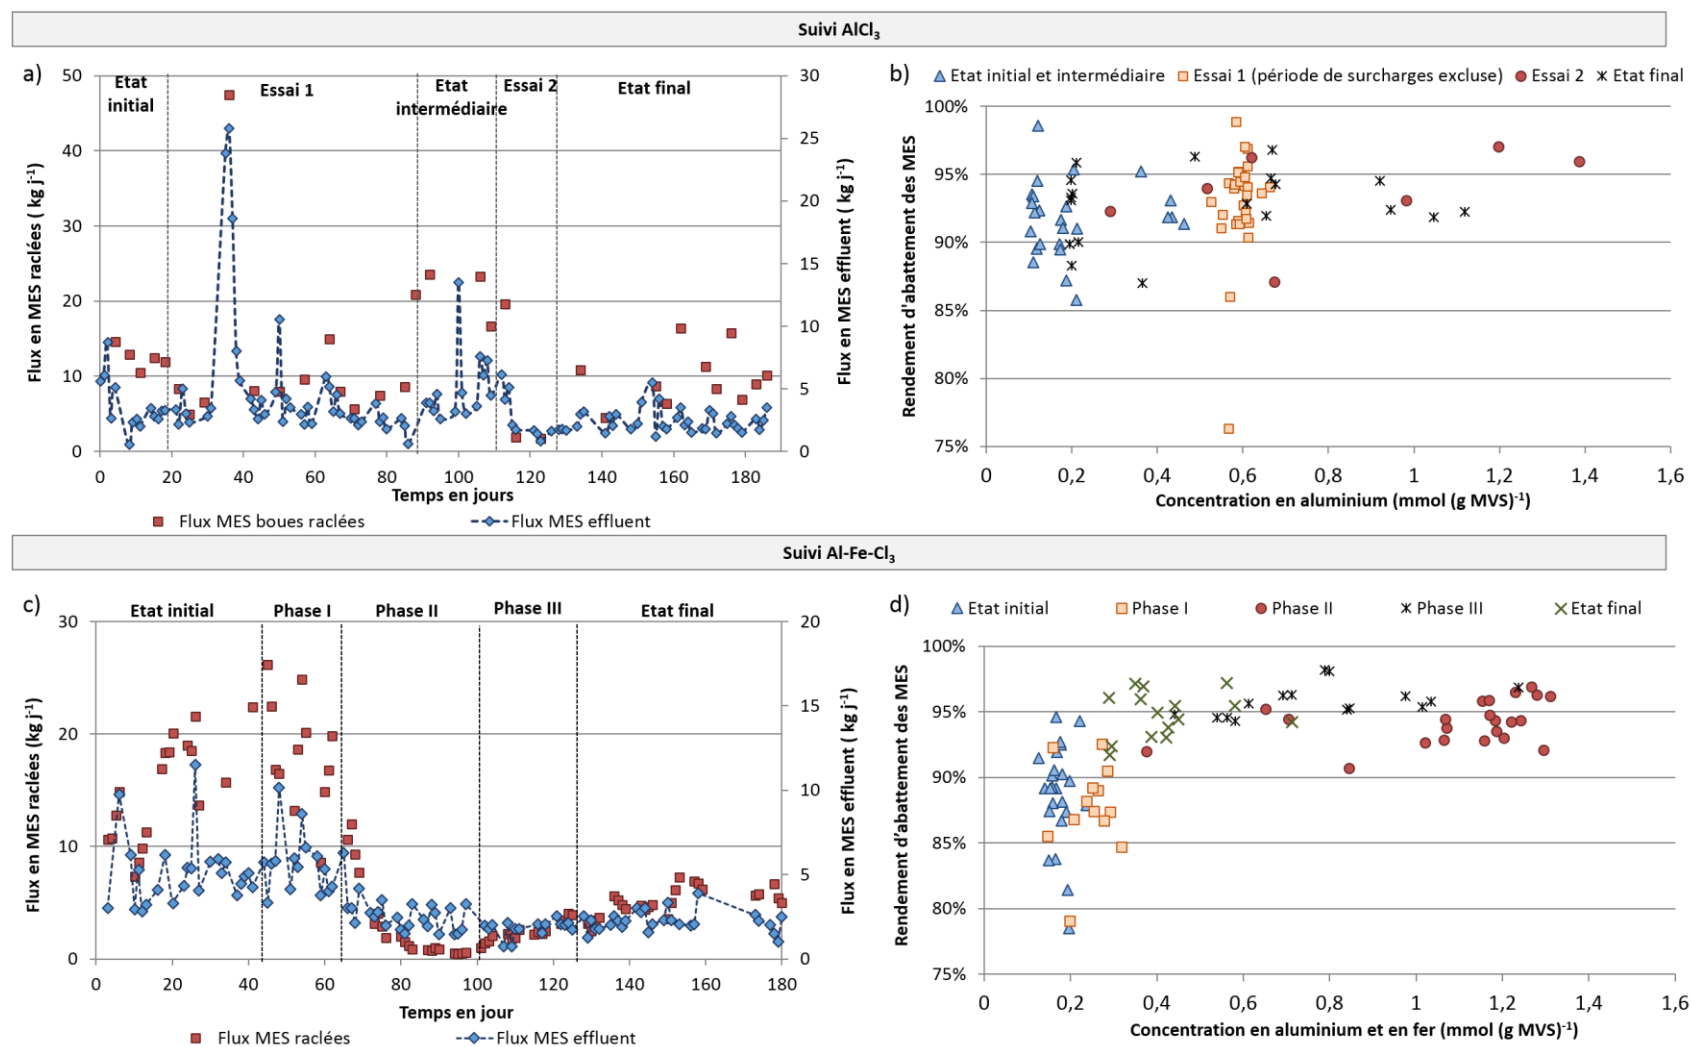 Suivi AlCl3
a)
Etat initial
Essai 1
Etat intermédiaire
Essai 2
Etat final
50
40
30
20
10
0
30
25
20
15
10
5
0
Flux en MES raclées ( kg j-1)
Flux en MES effluent ( kg j-1)
0 20 40 60 80 100 120 140 160 180
Temps en jours
Flux MES boues raclées
Flux MES effluent
b)
Etat initial et intermédiaire
Essai 1 (période de surcharges excluse)
Essai 2
Etat final
100%
95%
90%
85%
80%
75%
Rendement d'abattement des MES
0 0,2 0,4 0,6 0,8 1 1,2 1,4 1,6
Concentration en aluminium (mmol (g MVS)-1)
Suivi Al-Fe-Cl3
c)
Etat initial
Phase I
Phase II
Phase III
Etat final
30
20
10
0
20
15
10
5
0
Flux en MES raclées (kg j-1)
Flux en MES effluent ( kg j-1)
0 20 40 60 80 100 120 140 160 180
Temps en jour
Flux MES raclées
Flux MES effluent
d)
Etat initial
Phase I
Phase II
Phase III
Etat final
100%
95%
90%
85%
80%
75%
Rendement d'abattement des MES
0 0,2 0,4 0,6 0,8 1 1,2 1,4 1,6
Concentration en aluminium et en fer (mmol (g MVS)-1)